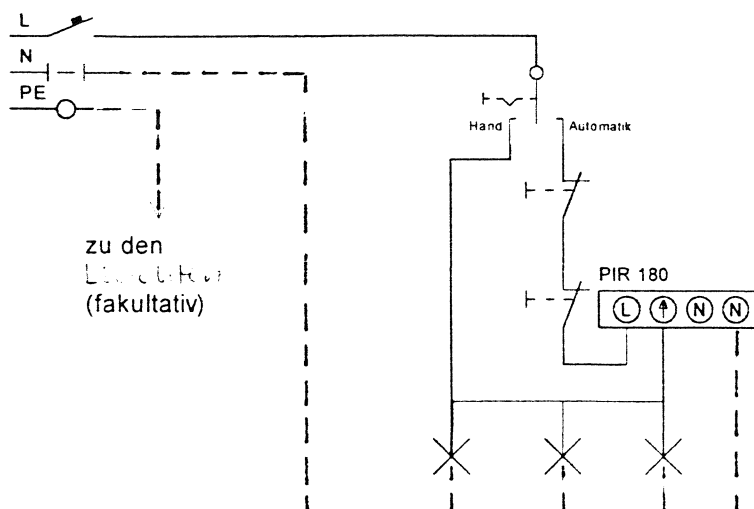 L
N
PE
Hand
Automatik
zu den
(fakultativ)
PIR 180
L
N
N